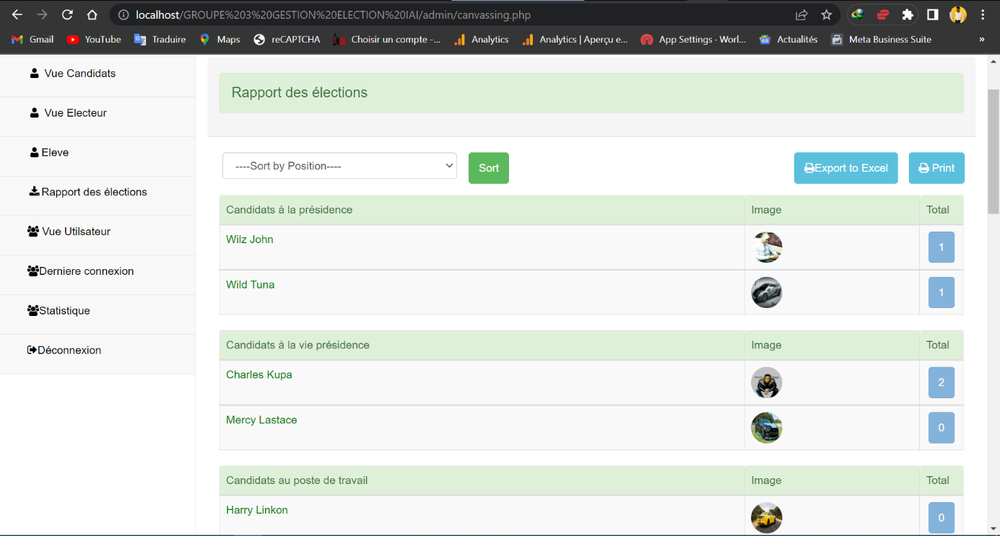 localhost/GROUPE%203%20GESTION%20ELECTION%20IAI/admin/canvassing.php
Gmail YouTube Traduire Maps reCAPTCHA Choisir un compte -... Analytics Analytics | Aperçu e... App Settings · Worl... Actualités Meta Business Suite »
Vue Candidats
Vue Electeur
Eleve
Rapport des élections
Vue Utilsateur
Derniere connexion
Statistique
Déconnexion
Rapport des élections
----Sort by Position---- Sort Export to Excel Print
Candidats à la présidence Image Total
Wilz John 1
Wild Tuna 1
Candidats à la vie présidence Image Total
Charles Kupa 2
Mercy Lastace 0
Candidats au poste de travail Image Total
Harry Linkon 0